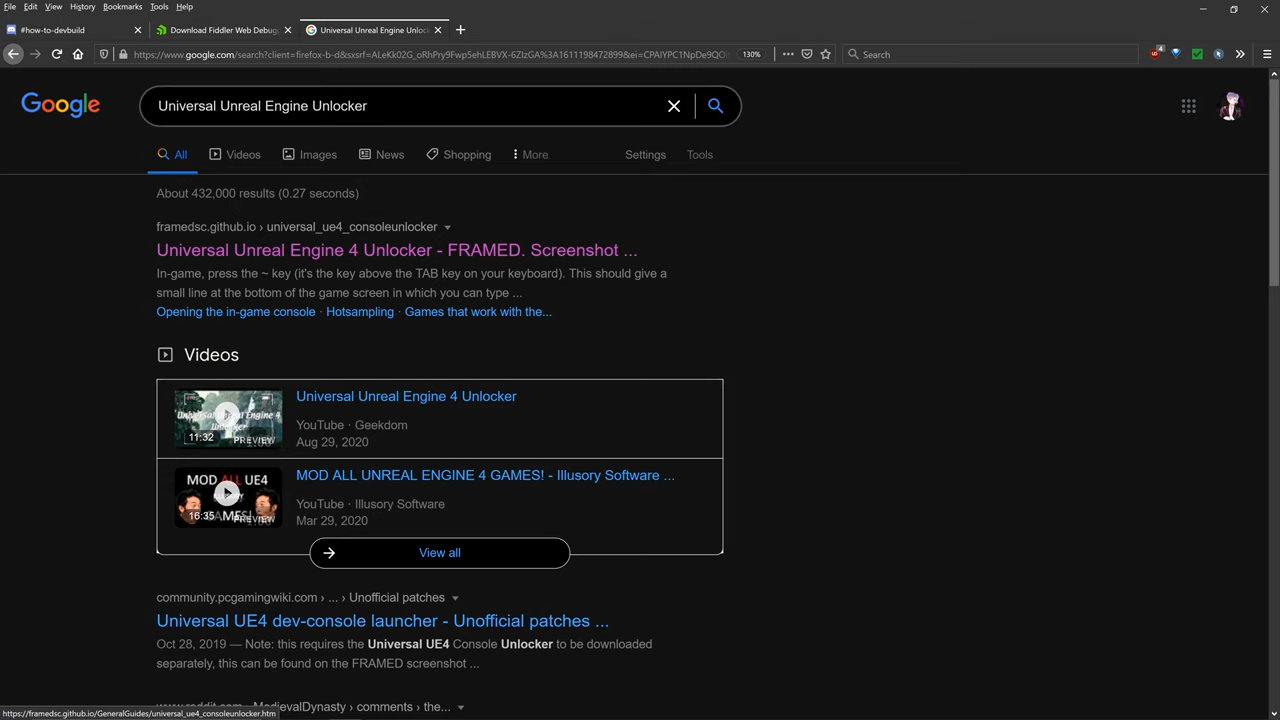 File Edit View History Bookmarks Tools Help
#how-to-devbuild Download Fiddler Web Debug Universal Unreal Engine Unlock
https://www.google.com/search?client=firefox-b-d&sxsrf=ALeKk02G_oRhPry9Fwp5ehLEBVX-6ZIzGA%3A1611198472899&ei=CPAIYPC1NpDe9QO 130% Search
Google Universal Unreal Engine Unlocker
All Videos Images News Shopping More Settings Tools
About 432,000 results (0.27 seconds)
framedsc.github.io › universal_ue4_consoleunlocker
Universal Unreal Engine 4 Unlocker - FRAMED. Screenshot ...
In-game, press the ~ key (it's the key above the TAB key on your keyboard). This should give a
small line at the bottom of the game screen in which you can type ...
Opening the in-game console · Hotsampling · Games that work with the...
Videos
Universal Unreal Engine 4 Unlocker
YouTube · Geekdom
Aug 29, 2020
Universal Unreal Engine 4
Unlocker
11:32 PREVIEW
MOD ALL UNREAL ENGINE 4 GAMES! - Illusory Software ...
YouTube · Illusory Software
Mar 29, 2020
MOD ALL UE4
GAMES!
16:35 PREVIEW
View all
community.pcgamingwiki.com › ... › Unofficial patches
Universal UE4 dev-console launcher - Unofficial patches ...
Oct 28, 2019 — Note: this requires the Universal UE4 Console Unlocker to be downloaded
separately, this can be found on the FRAMED screenshot ...
www.reddit.com › MedievalDynasty › comments › the...
https://framedsc.github.io/GeneralGuides/universal_ue4_consoleunlocker.htm